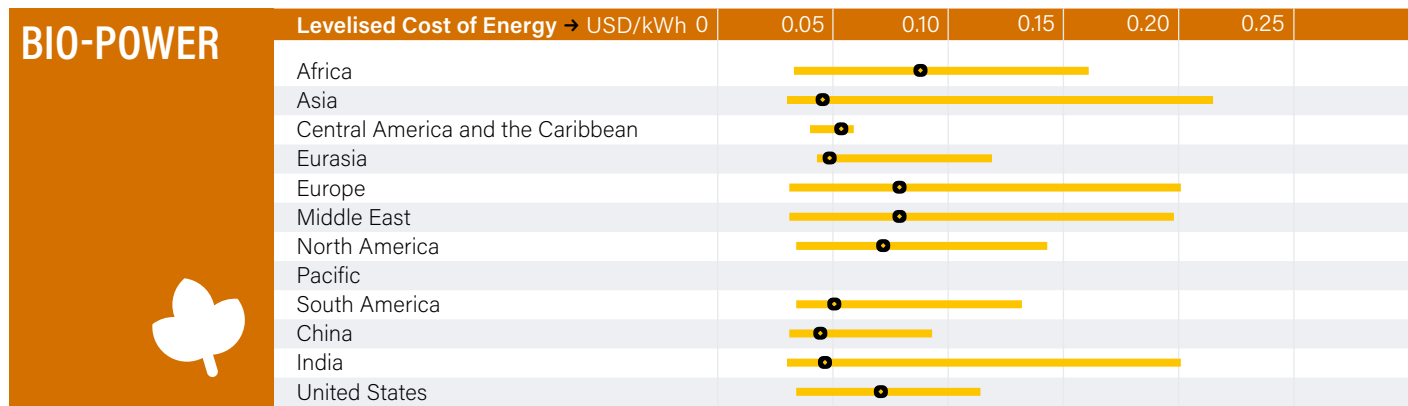 BIO-POWER
Levelised Cost of Energy → USD/kWh 0 0.05 0.10 0.15 0.20 0.25
Africa
Asia
Central America and the Caribbean
Eurasia
Europe
Middle East
North America
Pacific
South America
China
India
United States